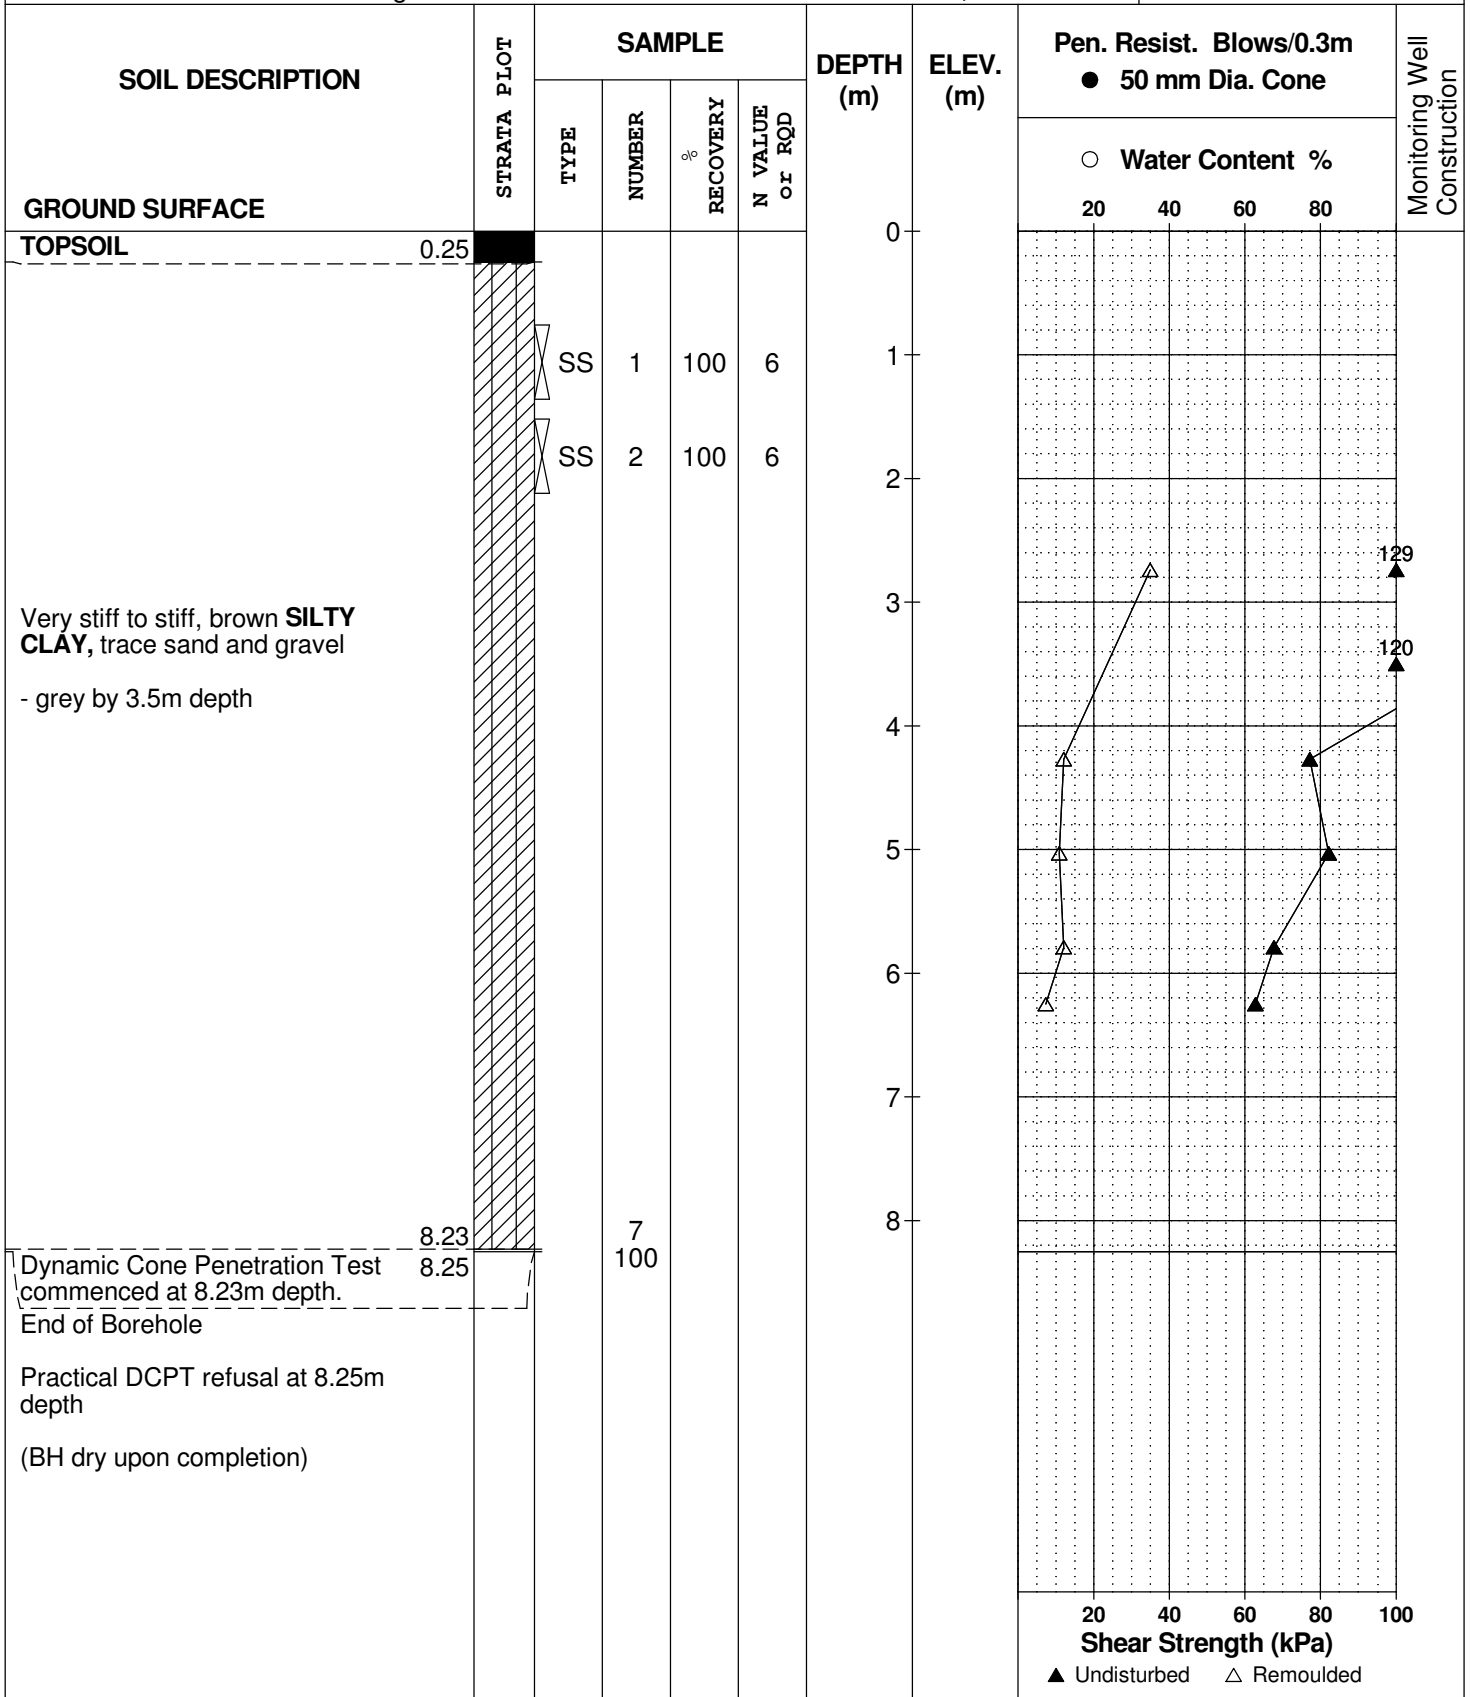 SOIL DESCRIPTION
GROUND SURFACE
STRATA PLOT
SAMPLE
TYPE
NUMBER
%
RECOVERY
N VALUE
or RQD
DEPTH
(m)
ELEV.
(m)
Pen. Resist. Blows/0.3m
● 50 mm Dia. Cone
○ Water Content %
20 40 60 80
Monitoring Well
Construction
TOPSOIL 0.25
0
SS 1 100 6
1
SS 2 100 6
2
129
3
Very stiff to stiff, brown SILTY
CLAY, trace sand and gravel
120
- grey by 3.5m depth
4
5
6
7
8
8.23
7
100
Dynamic Cone Penetration Test 8.25
commenced at 8.23m depth.
End of Borehole
Practical DCPT refusal at 8.25m
depth
(BH dry upon completion)
20 40 60 80 100
Shear Strength (kPa)
▲ Undisturbed △ Remoulded